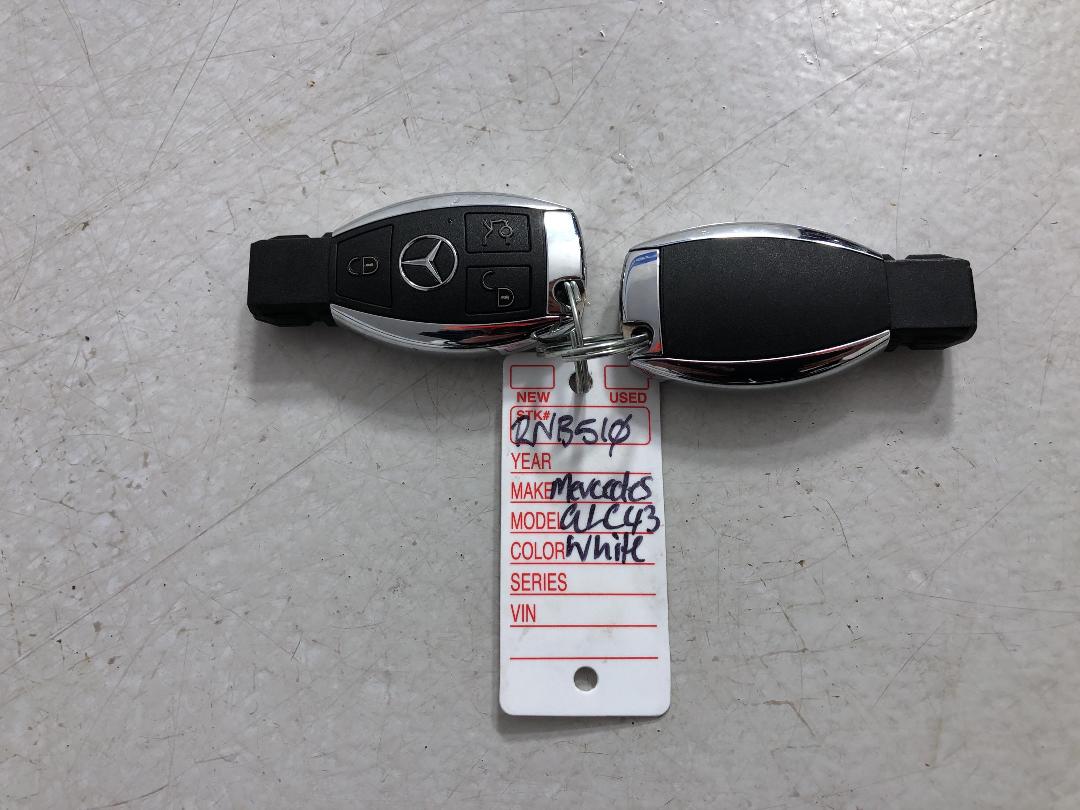 NEW USED
STK# RNB510
YEAR
MAKE Mercedes
MODEL GLC43
COLOR White
SERIES
VIN